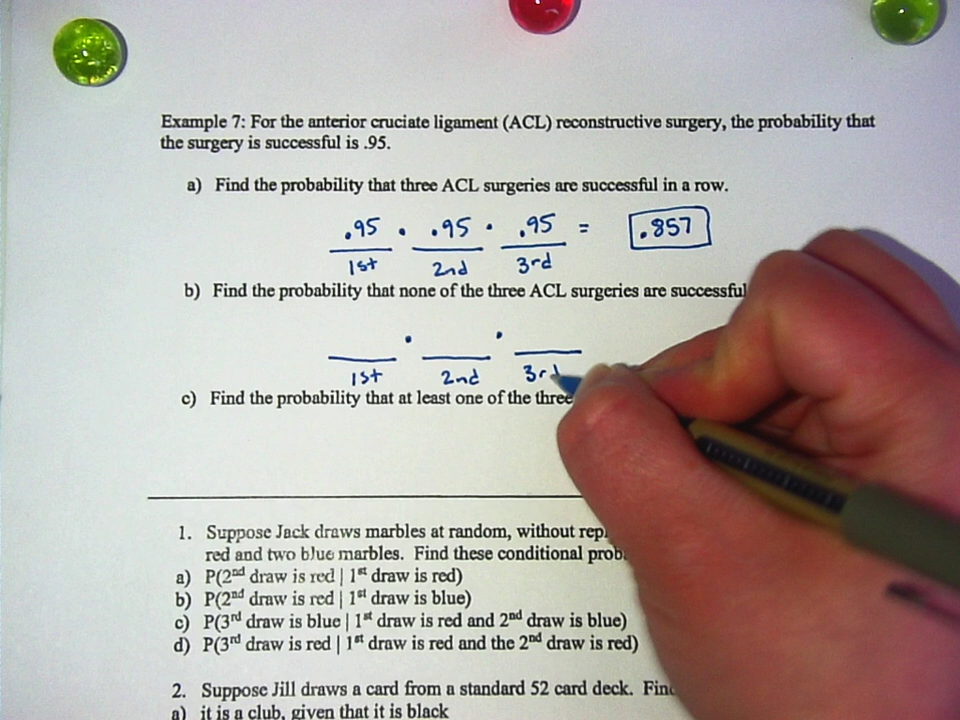 Example 7: For the anterior cruciate ligament (ACL) reconstructive surgery, the probability that
the surgery is successful is .95.
a) Find the probability that three ACL surgeries are successful in a row.
.95 · .95 · .95 = .857
1st 2nd 3rd
b) Find the probability that none of the three ACL surgeries are successful
· ·
1st 2nd 3rd
c) Find the probability that at least one of the three
1. Suppose Jack draws marbles at random, without
red and two blue marbles. Find these conditional
a) P(2nd draw is red | 1st draw is red)
b) P(2nd draw is red | 1st draw is blue)
c) P(3rd draw is blue | 1st draw is red and 2nd draw is blue)
d) P(3rd draw is red | 1st draw is red and the 2nd draw is red)
2. Suppose Jill draws a card from a standard 52 card deck.
a) it is a club, given that it is black